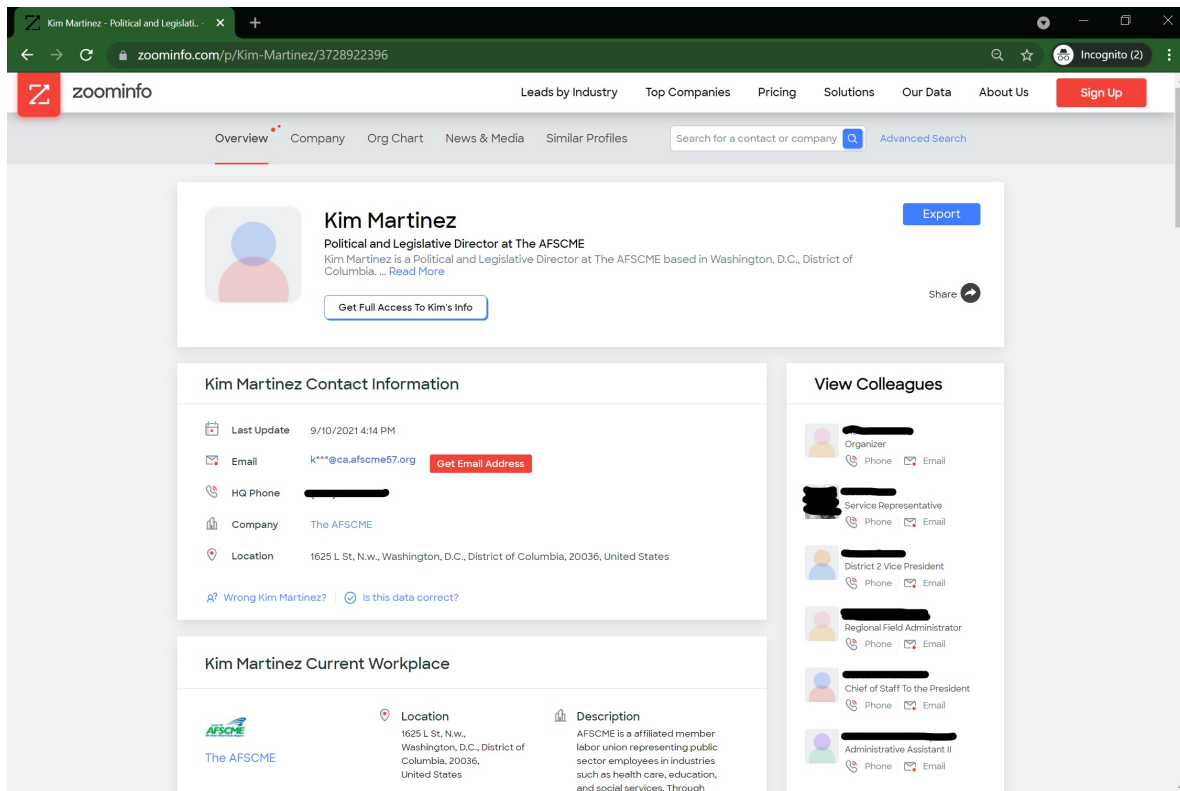 Kim Martinez - Political and Legislati.. -
zoominfo.com/p/Kim-Martinez/3728922396
Incognito (2)
zoominfo
Leads by Industry
Top Companies
Pricing
Solutions
Our Data
About Us
Sign Up
Overview
Company
Org Chart
News & Media
Similar Profiles
Search for a contact or company
Advanced Search
Kim Martinez
Export
Political and Legislative Director at The AFSCME
Kim Martinez is a Political and Legislative Director at The AFSCME based in Washington, D.C., District of
Columbia. ... Read More
Share
Get Full Access To Kim's Info
Kim Martinez Contact Information
Last Update 9/10/2021 4:14 PM
Email k***@ca.afscme57.org Get Email Address
HQ Phone
Company The AFSCME
Location 1625 L St, N.w., Washington, D.C., District of Columbia, 20036, United States
Wrong Kim Martinez?
Is this data correct?
View Colleagues
Organizer
Phone Email
Service Representative
Phone Email
District 2 Vice President
Phone Email
Regional Field Administrator
Phone Email
Chief of Staff To the President
Phone Email
Administrative Assistant II
Phone Email
Kim Martinez Current Workplace
AFSCME
The AFSCME
Location
1625 L St, N.w.,
Washington, D.C., District of
Columbia, 20036,
United States
Description
AFSCME is a affiliated member
labor union representing public
sector employees in industries
such as health care, education,
and social services. Through